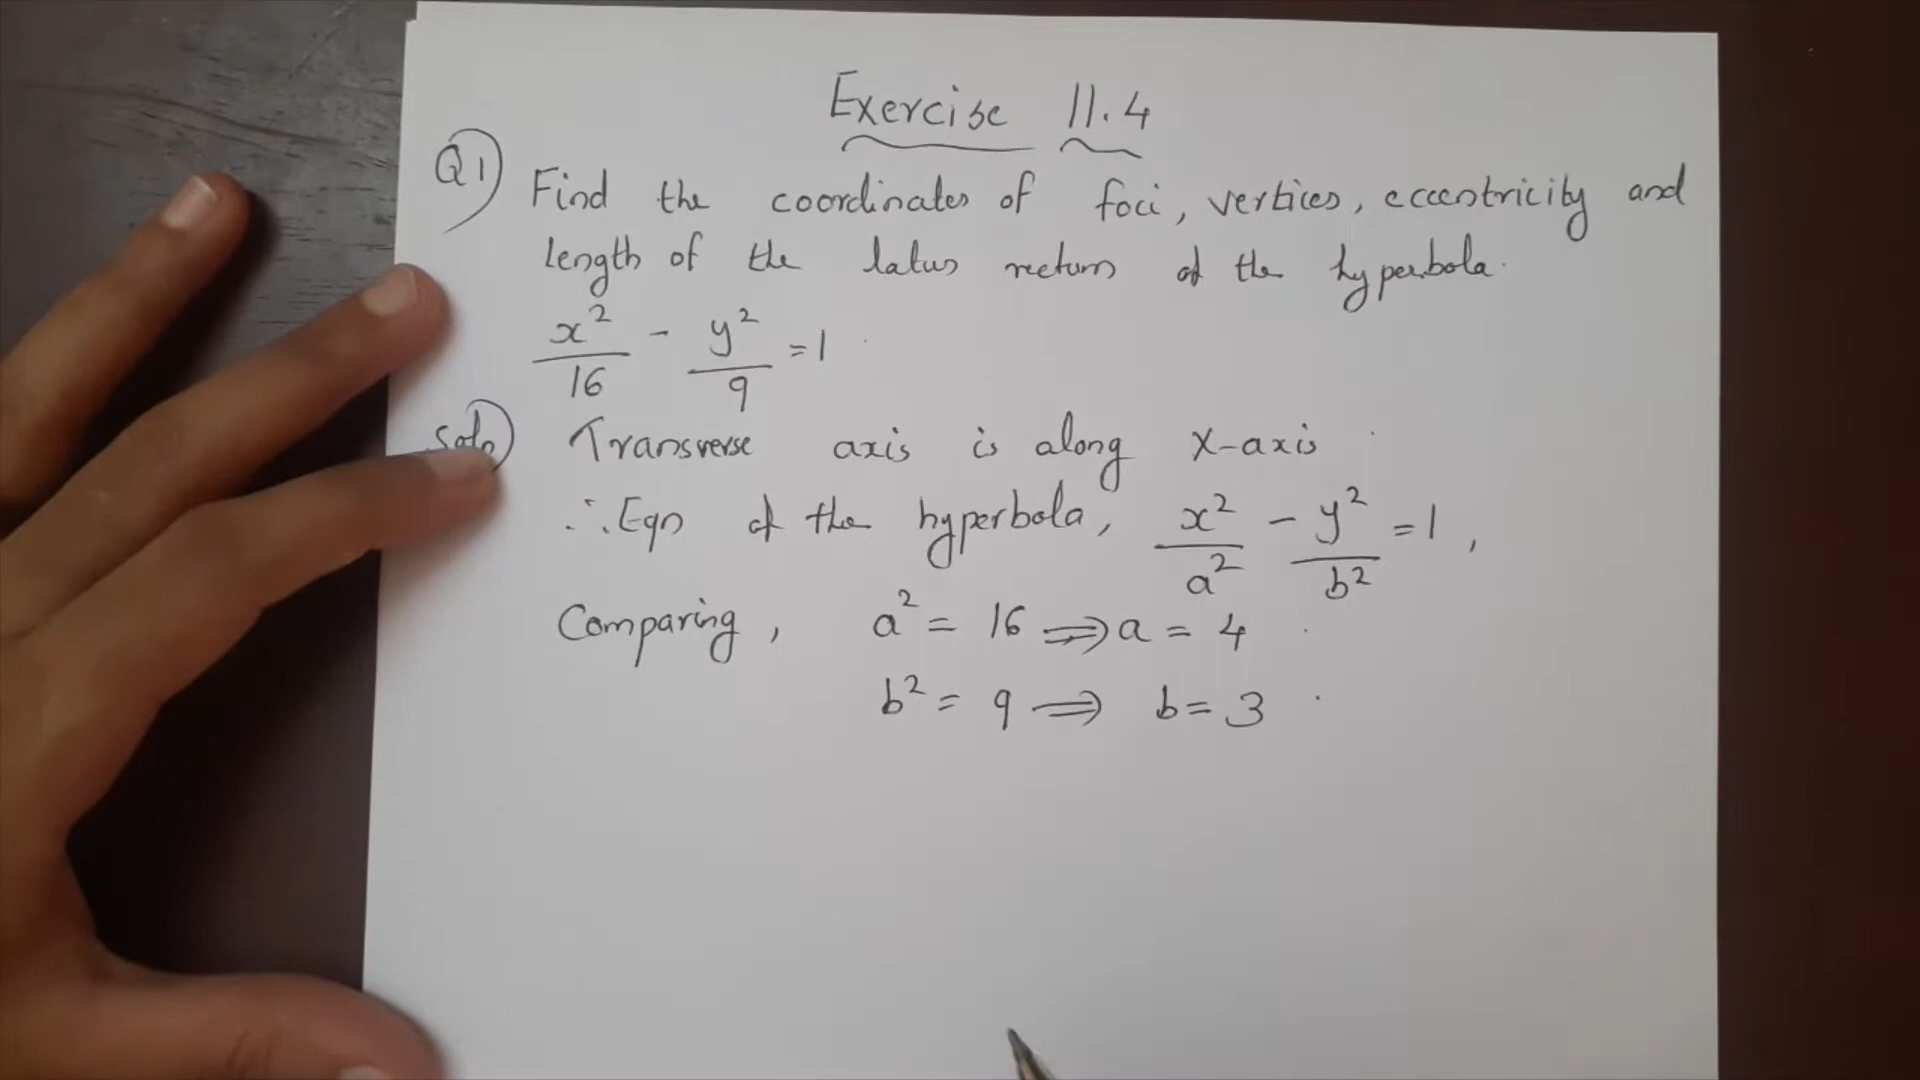 Exercise 11.4
Q1) Find the coordinates of foci, vertices, eccentricity and
length of the latus rectum of the hyperbola.
x²/16 - y²/9 = 1
Soln) Transverse axis is along X-axis
∴ Eqn of the hyperbola, x²/a² - y²/b² = 1,
Comparing, a² = 16 ⟹ a = 4
b² = 9 ⟹ b = 3